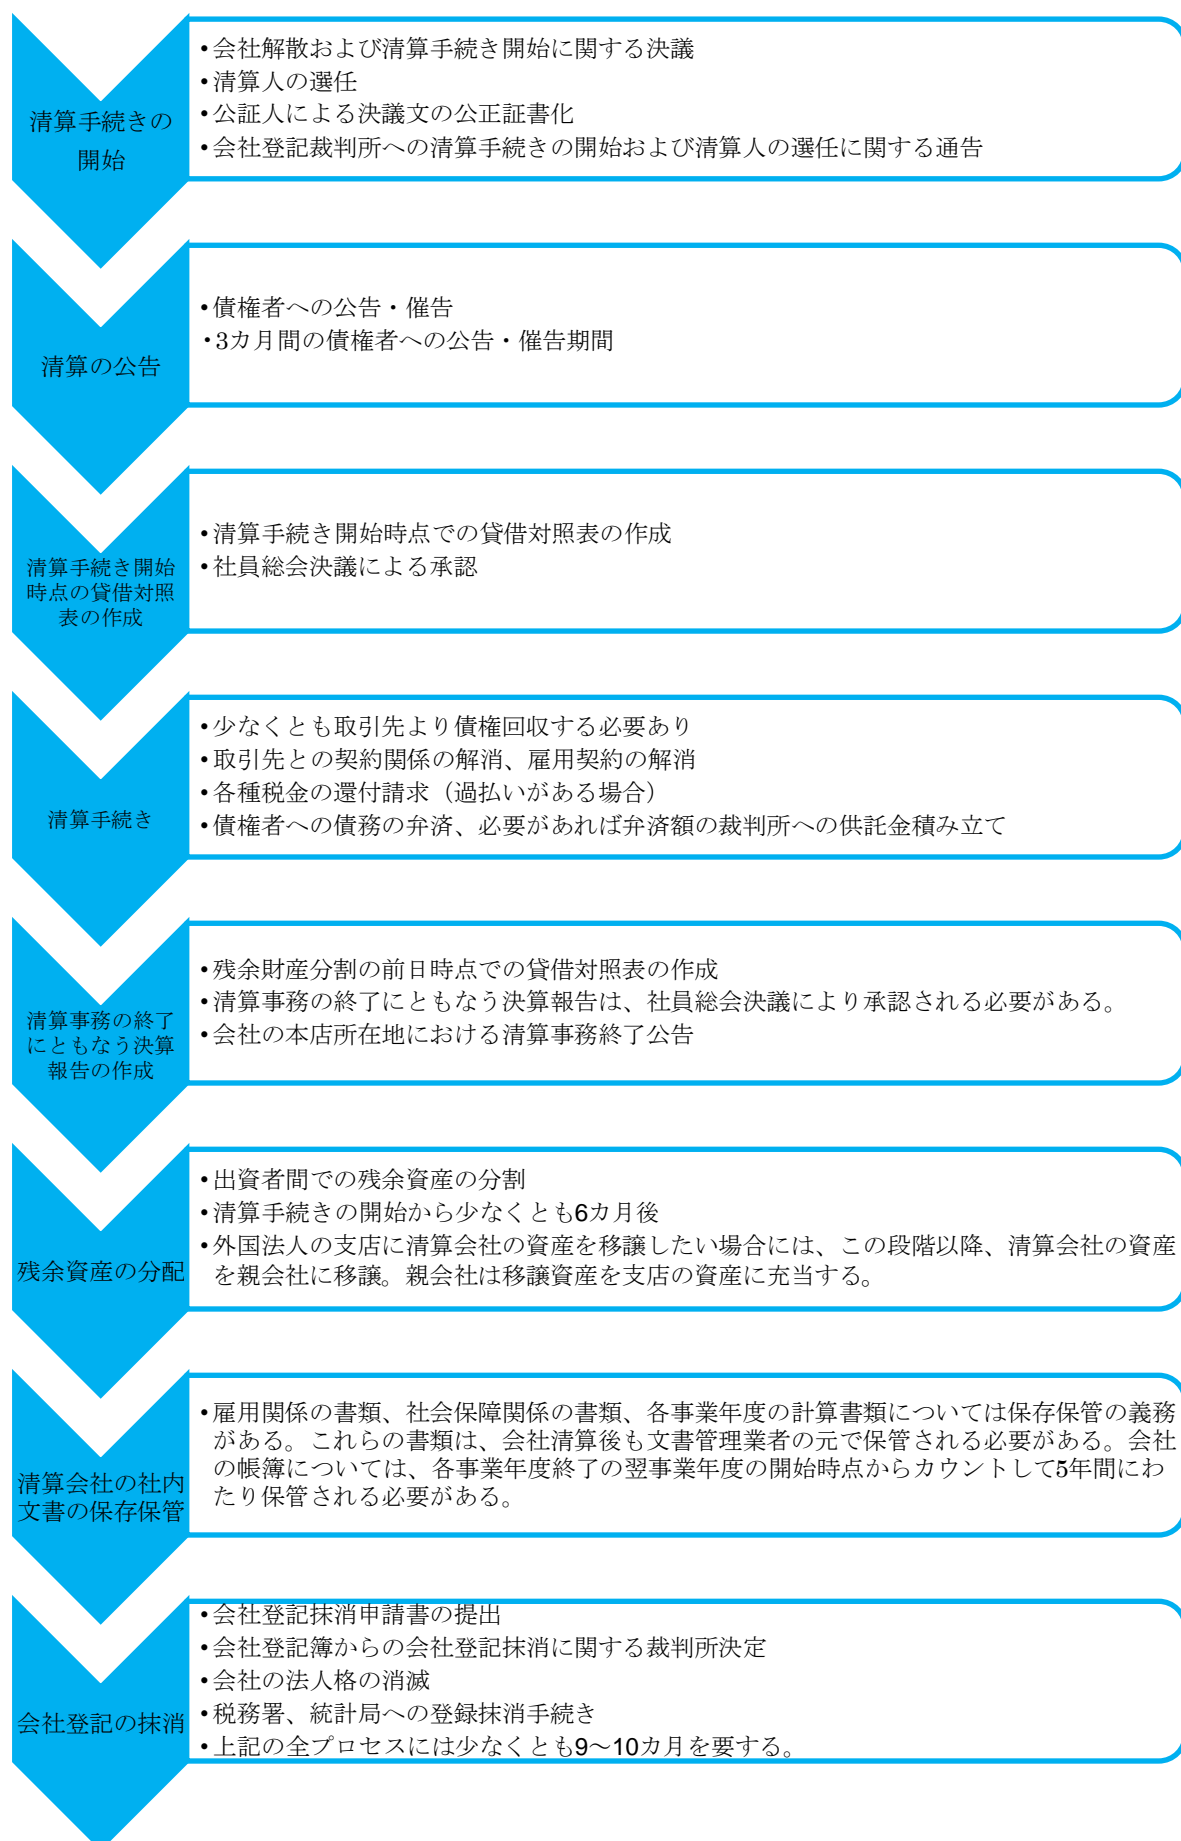 清算手続きの
開始
•会社解散および清算手続き開始に関する決議
•清算人の選任
•公証人による決議文の公正証書化
•会社登記裁判所への清算手続きの開始および清算人の選任に関する通告
清算の公告
•債権者への公告・催告
•3カ月間の債権者への公告・催告期間
清算手続き開始
時点の貸借対照
表の作成
•清算手続き開始時点での貸借対照表の作成
•社員総会決議による承認
清算手続き
•少なくとも取引先より債権回収する必要あり
•取引先との契約関係の解消、雇用契約の解消
•各種税金の還付請求（過払いがある場合）
•債権者への債務の弁済、必要があれば弁済額の裁判所への供託金積み立て
清算事務の終了
にともなう決算
報告の作成
•残余財産分割の前日時点での貸借対照表の作成
•清算事務の終了にともなう決算報告は、社員総会決議により承認される必要がある。
•会社の本店所在地における清算事務終了公告
残余資産の分配
•出資者間での残余資産の分割
•清算手続きの開始から少なくとも6カ月後
•外国法人の支店に清算会社の資産を移譲したい場合には、この段階以降、清算会社の資産
を親会社に移譲。親会社は移譲資産を支店の資産に充当する。
清算会社の社内
文書の保存保管
•雇用関係の書類、社会保障関係の書類、各事業年度の計算書類については保存保管の義務
がある。これらの書類は、会社清算後も文書管理業者の元で保管される必要がある。会社
の帳簿については、各事業年度終了の翌事業年度の開始時点からカウントして5年間にわ
たり保管される必要がある。
会社登記の抹消
•会社登記抹消申請書の提出
•会社登記簿からの会社登記抹消に関する裁判所決定
•会社の法人格の消滅
•税務署、統計局への登録抹消手続き
•上記の全プロセスには少なくとも9～10カ月を要する。